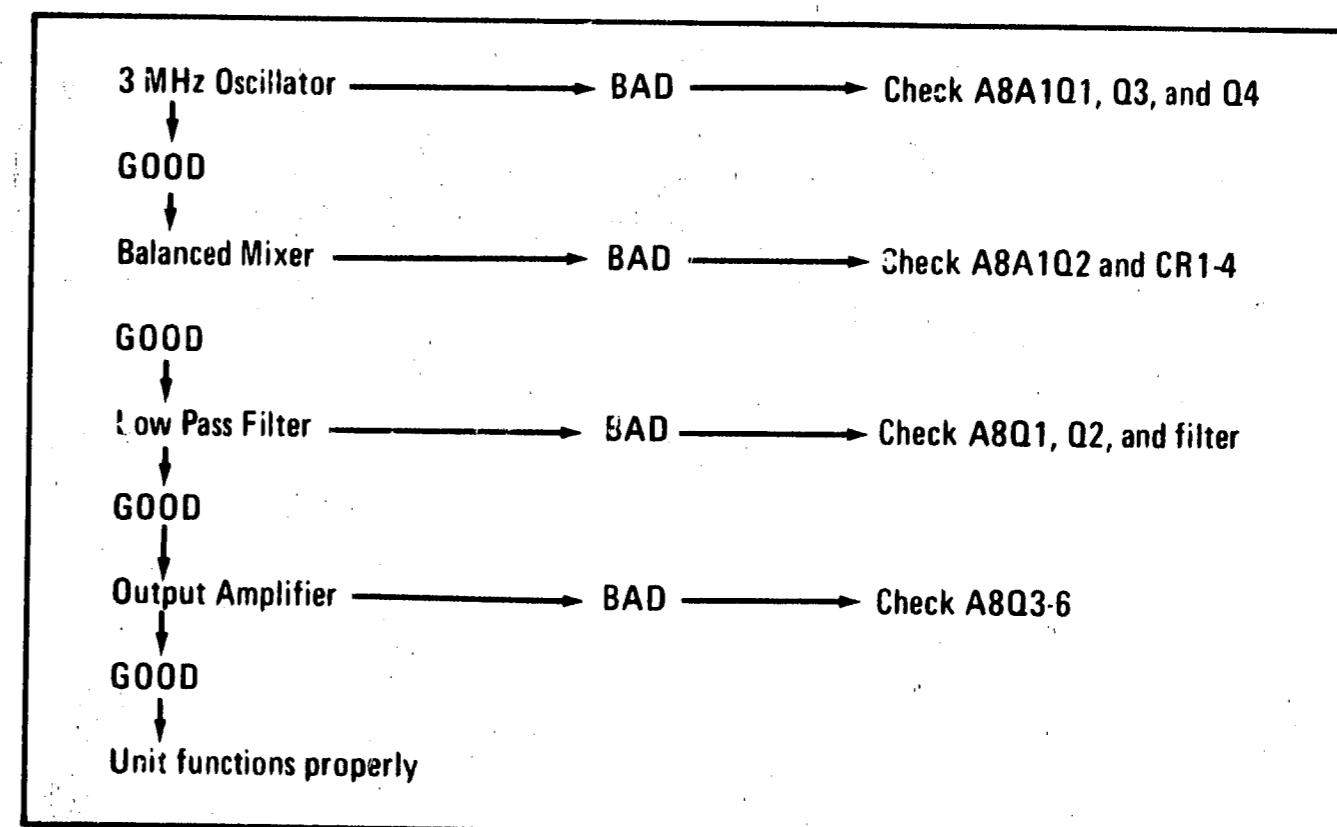 3 MHz Oscillator BAD Check A8A1Q1, Q3, and Q4
GOOD
Balanced Mixer BAD Check A8A1Q2 and CR1-4
GOOD
Low Pass Filter BAD Check A8Q1, Q2, and filter
GOOD
Output Amplifier BAD Check A8Q3-6
GOOD
Unit functions properly